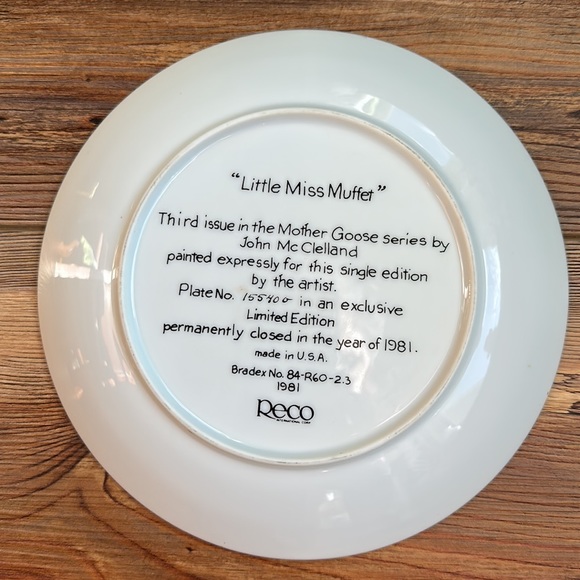 "Little Miss Muffet"
Third issue in the Mother Goose series by
John McClelland
painted expressly for this single edition
by the artist.
Plate No. in an exclusive
Limited Edition
permanently closed in the year of 1981.
made in U.S.A.
Bradex No. 84-R60-2.3
1981
Reco
INTERNATIONAL CORP.